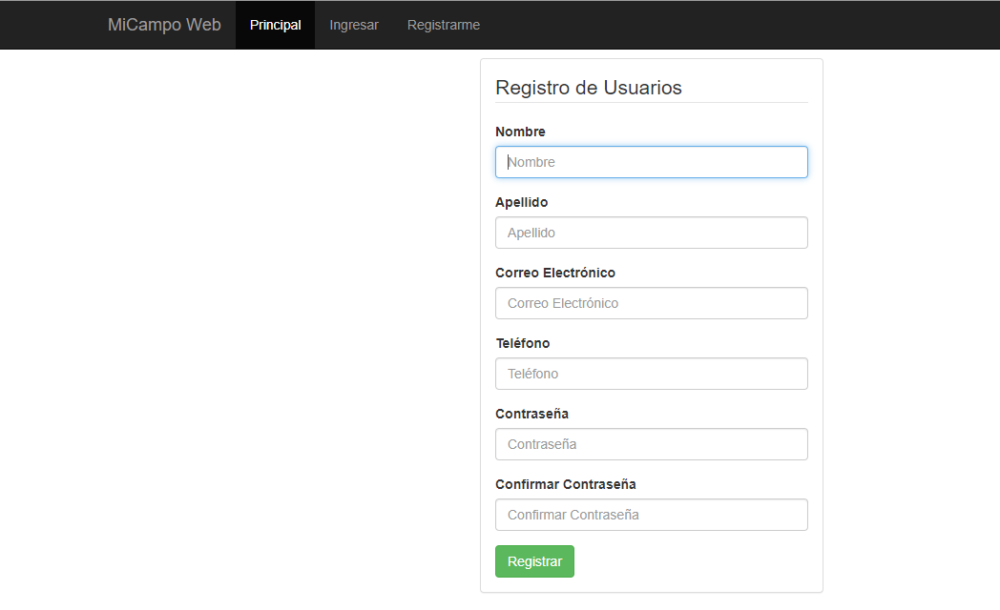 MiCampo Web Principal Ingresar Registrarme
Registro de Usuarios
Nombre
Nombre
Apellido
Apellido
Correo Electrónico
Correo Electrónico
Teléfono
Teléfono
Contraseña
Contraseña
Confirmar Contraseña
Confirmar Contraseña
Registrar